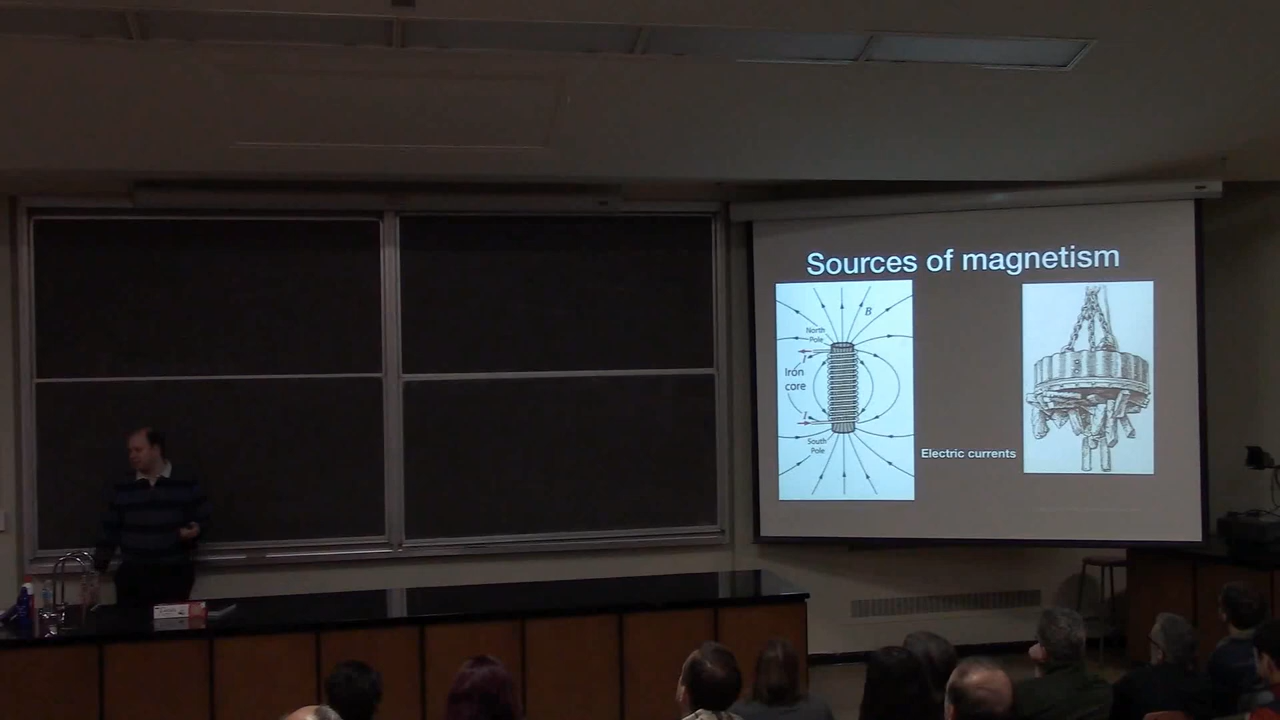 Sources of magnetism
B
North
Pole
I
Iron
core
I
South
Pole
Electric currents